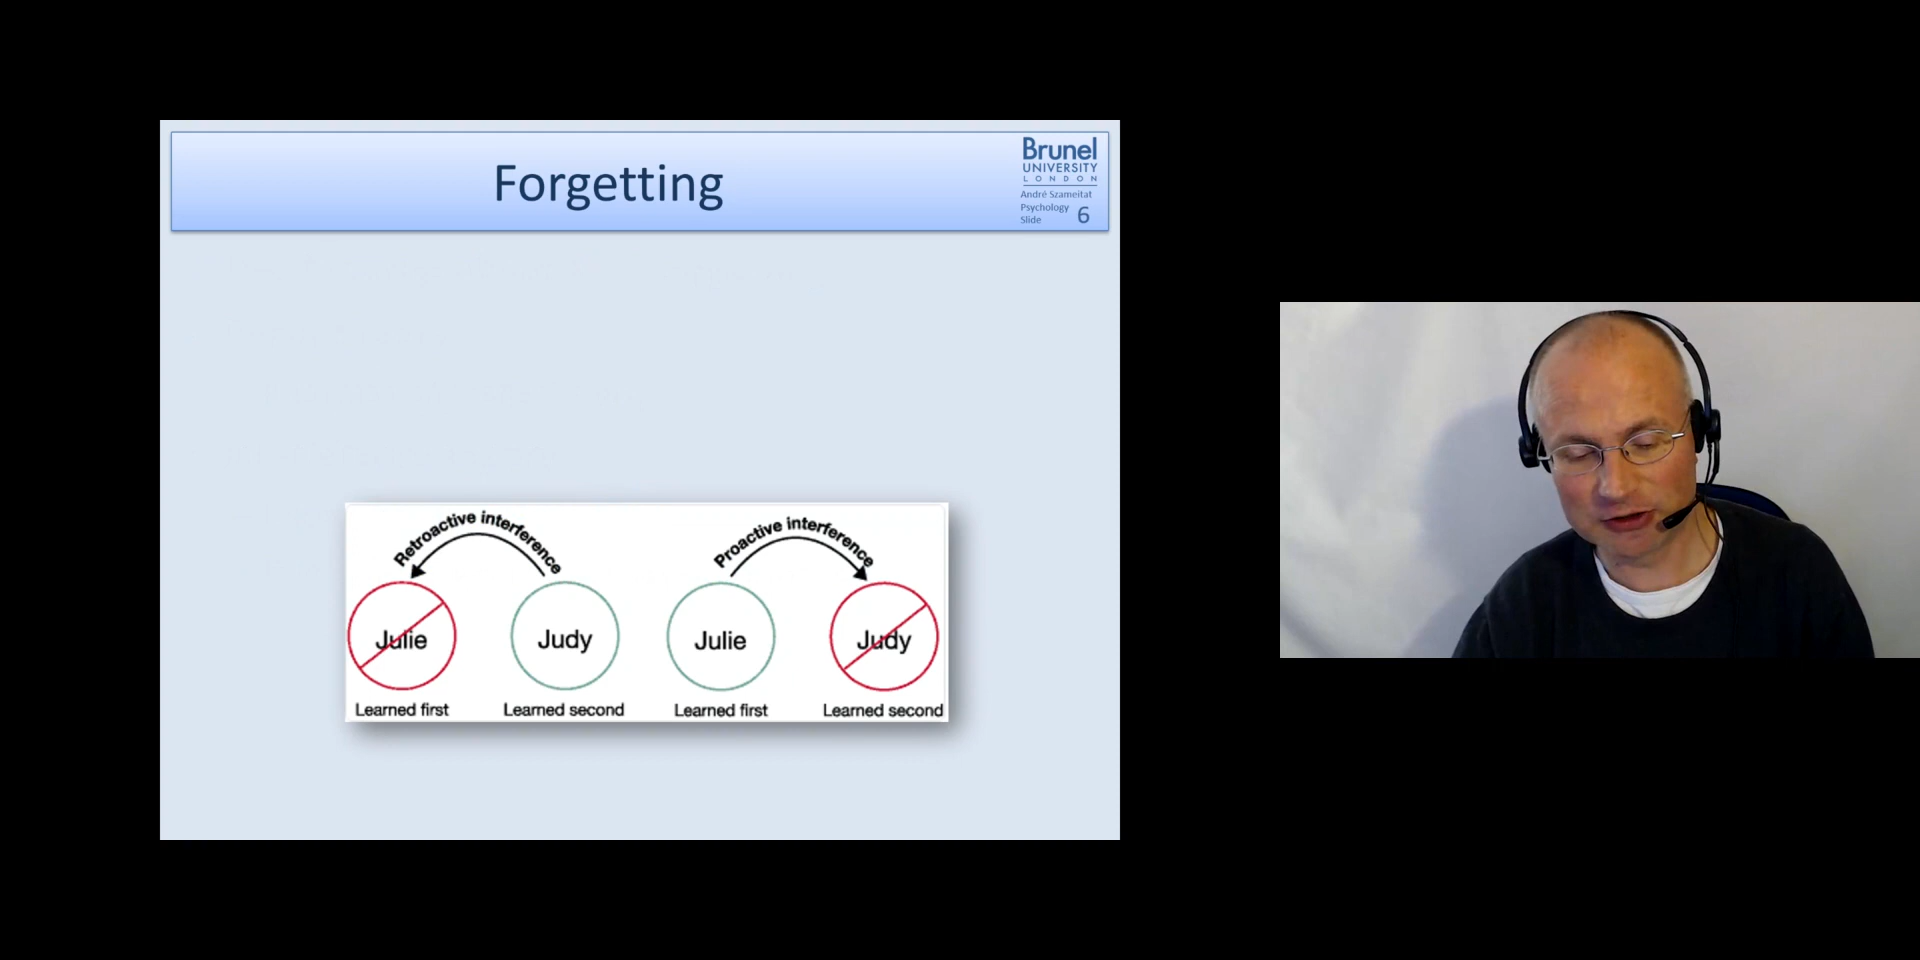 Forgetting
Brunel
UNIVERSITY
LONDON
André Szameitat
Psychology
Slide 6
Retroactive interference
Proactive interference
Julie
Judy
Julie
Judy
Learned first
Learned second
Learned first
Learned second